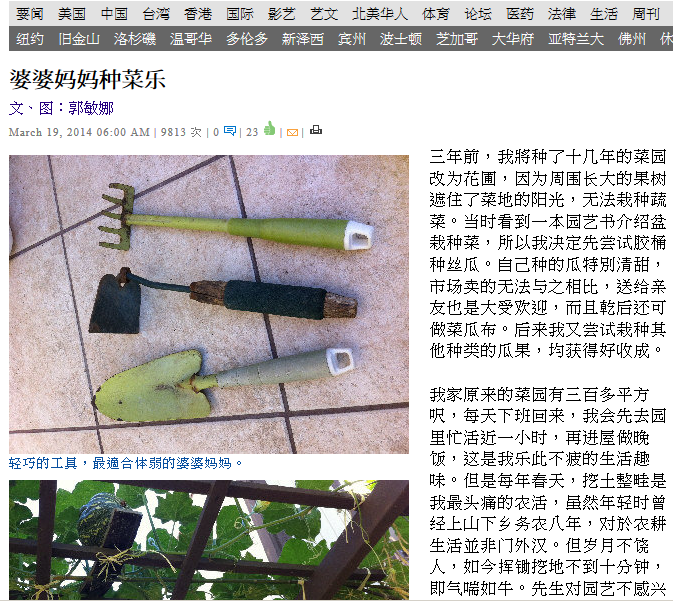 要闻 美国 中国 台湾 香港 国际 影艺 艺文 北美华人 体育 论坛 医药 法律 生活 周刊
纽约 旧金山 洛杉磯 温哥华 多伦多 新泽西 宾州 波士顿 芝加哥 大华府 亚特兰大 佛州 休
婆婆妈妈种菜乐
文、图：郭敏娜
March 19, 2014 06:00 AM | 9813 次 | 0 | 23 | |
三年前，我將种了十几年的菜园
改为花圃，因为周围长大的果树
遮住了菜地的阳光，无法栽种蔬
菜。当时看到一本园艺书介绍盆
栽种菜，所以我决定先尝试胶桶
种丝瓜。自己种的瓜特別清甜，
市场卖的无法与之相比，送给亲
友也是大受欢迎，而且乾后还可
做菜瓜布。后来我又尝试栽种其
他种类的瓜果，均获得好收成。
轻巧的工具，最適合体弱的婆婆妈妈。
我家原来的菜园有三百多平方
呎，每天下班回来，我会先去园
里忙活近一小时，再进屋做晚
饭，这是我乐此不疲的生活趣
味。但是每年春天，挖土整畦是
我最头痛的农活，虽然年轻时曾
经上山下乡务农八年，对於农耕
生活並非门外汉。但岁月不饶
人，如今挥锄挖地不到十分钟，
即气喘如牛。先生对园艺不感兴